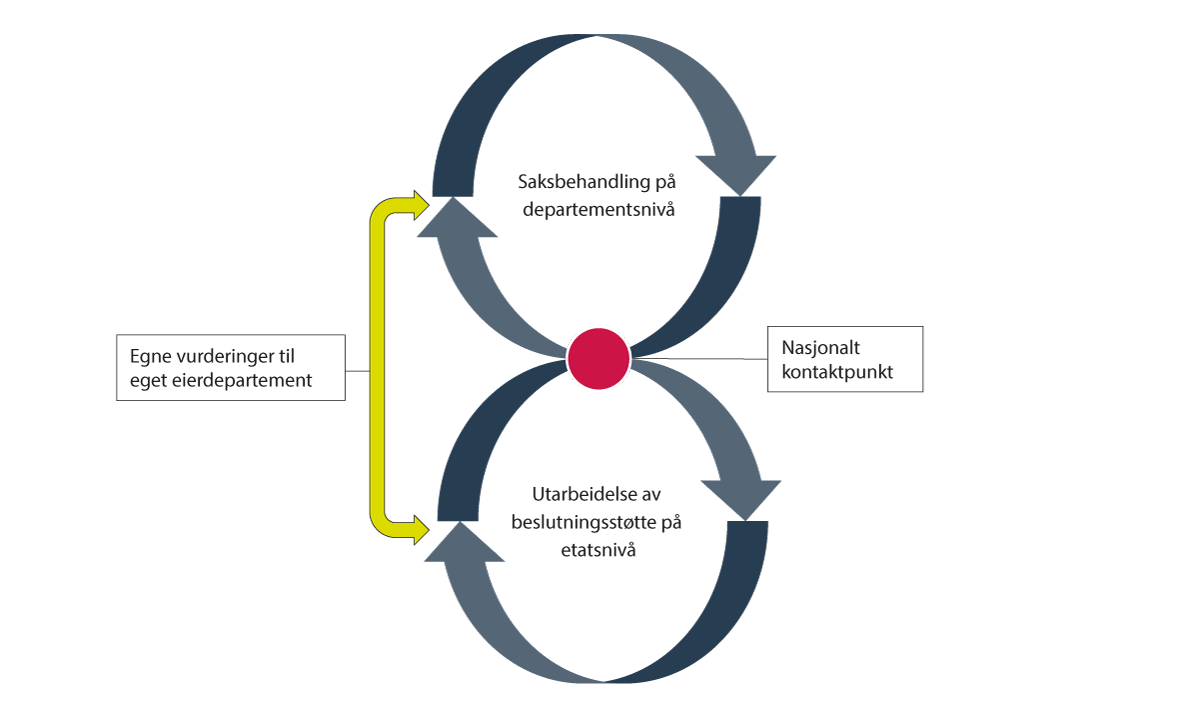 Saksbehandling på
departementsnivå
Egne vurderinger til
eget eierdepartement
Nasjonalt
kontaktpunkt
Utarbeidelse av
beslutningsstøtte på
etatsnivå